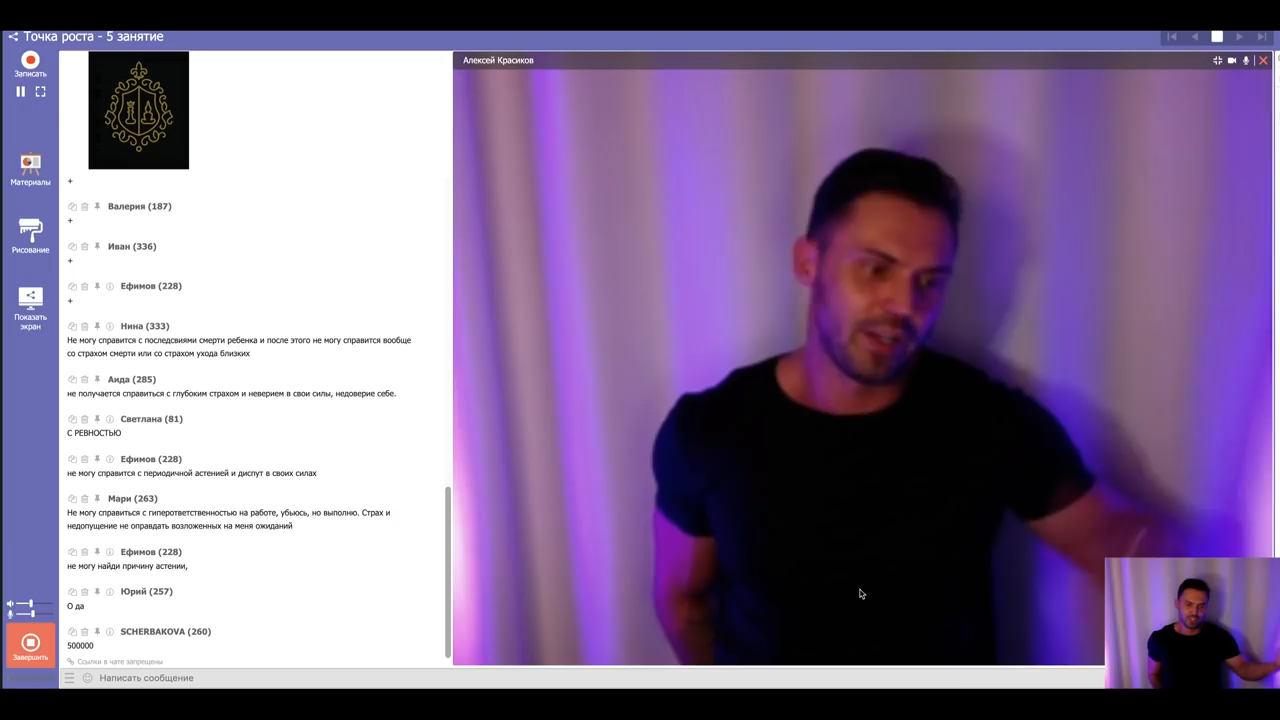 Точка роста - 5 занятие
Записать
Материалы
Рисование
Показать
экран
Завершить
+
Валерия (187)
+
Иван (336)
+
Ефимов (228)
+
Нина (333)
Не могу справится с последсвиями смерти ребенка и после этого не могу справится вообще
со страхом смерти или со страхом ухода близких
Аида (285)
не получается справиться с глубоким страхом и неверием в свои силы, недоверие себе.
Светлана (81)
С РЕВНОСТЬЮ
Ефимов (228)
не могу справится с периодичной астенией и диспут в своих силах
Мари (263)
Не могу справиться с гиперответственностью на работе, убьюсь, но выполню. Страх и
недопущение не оправдать возложенных на меня ожиданий
Ефимов (228)
не могу найди причину астении,
Юрий (257)
О да
SCHERBAKOVA (260)
500000
Ссылки в чате запрещены
Написать сообщение
Алексей Красиков